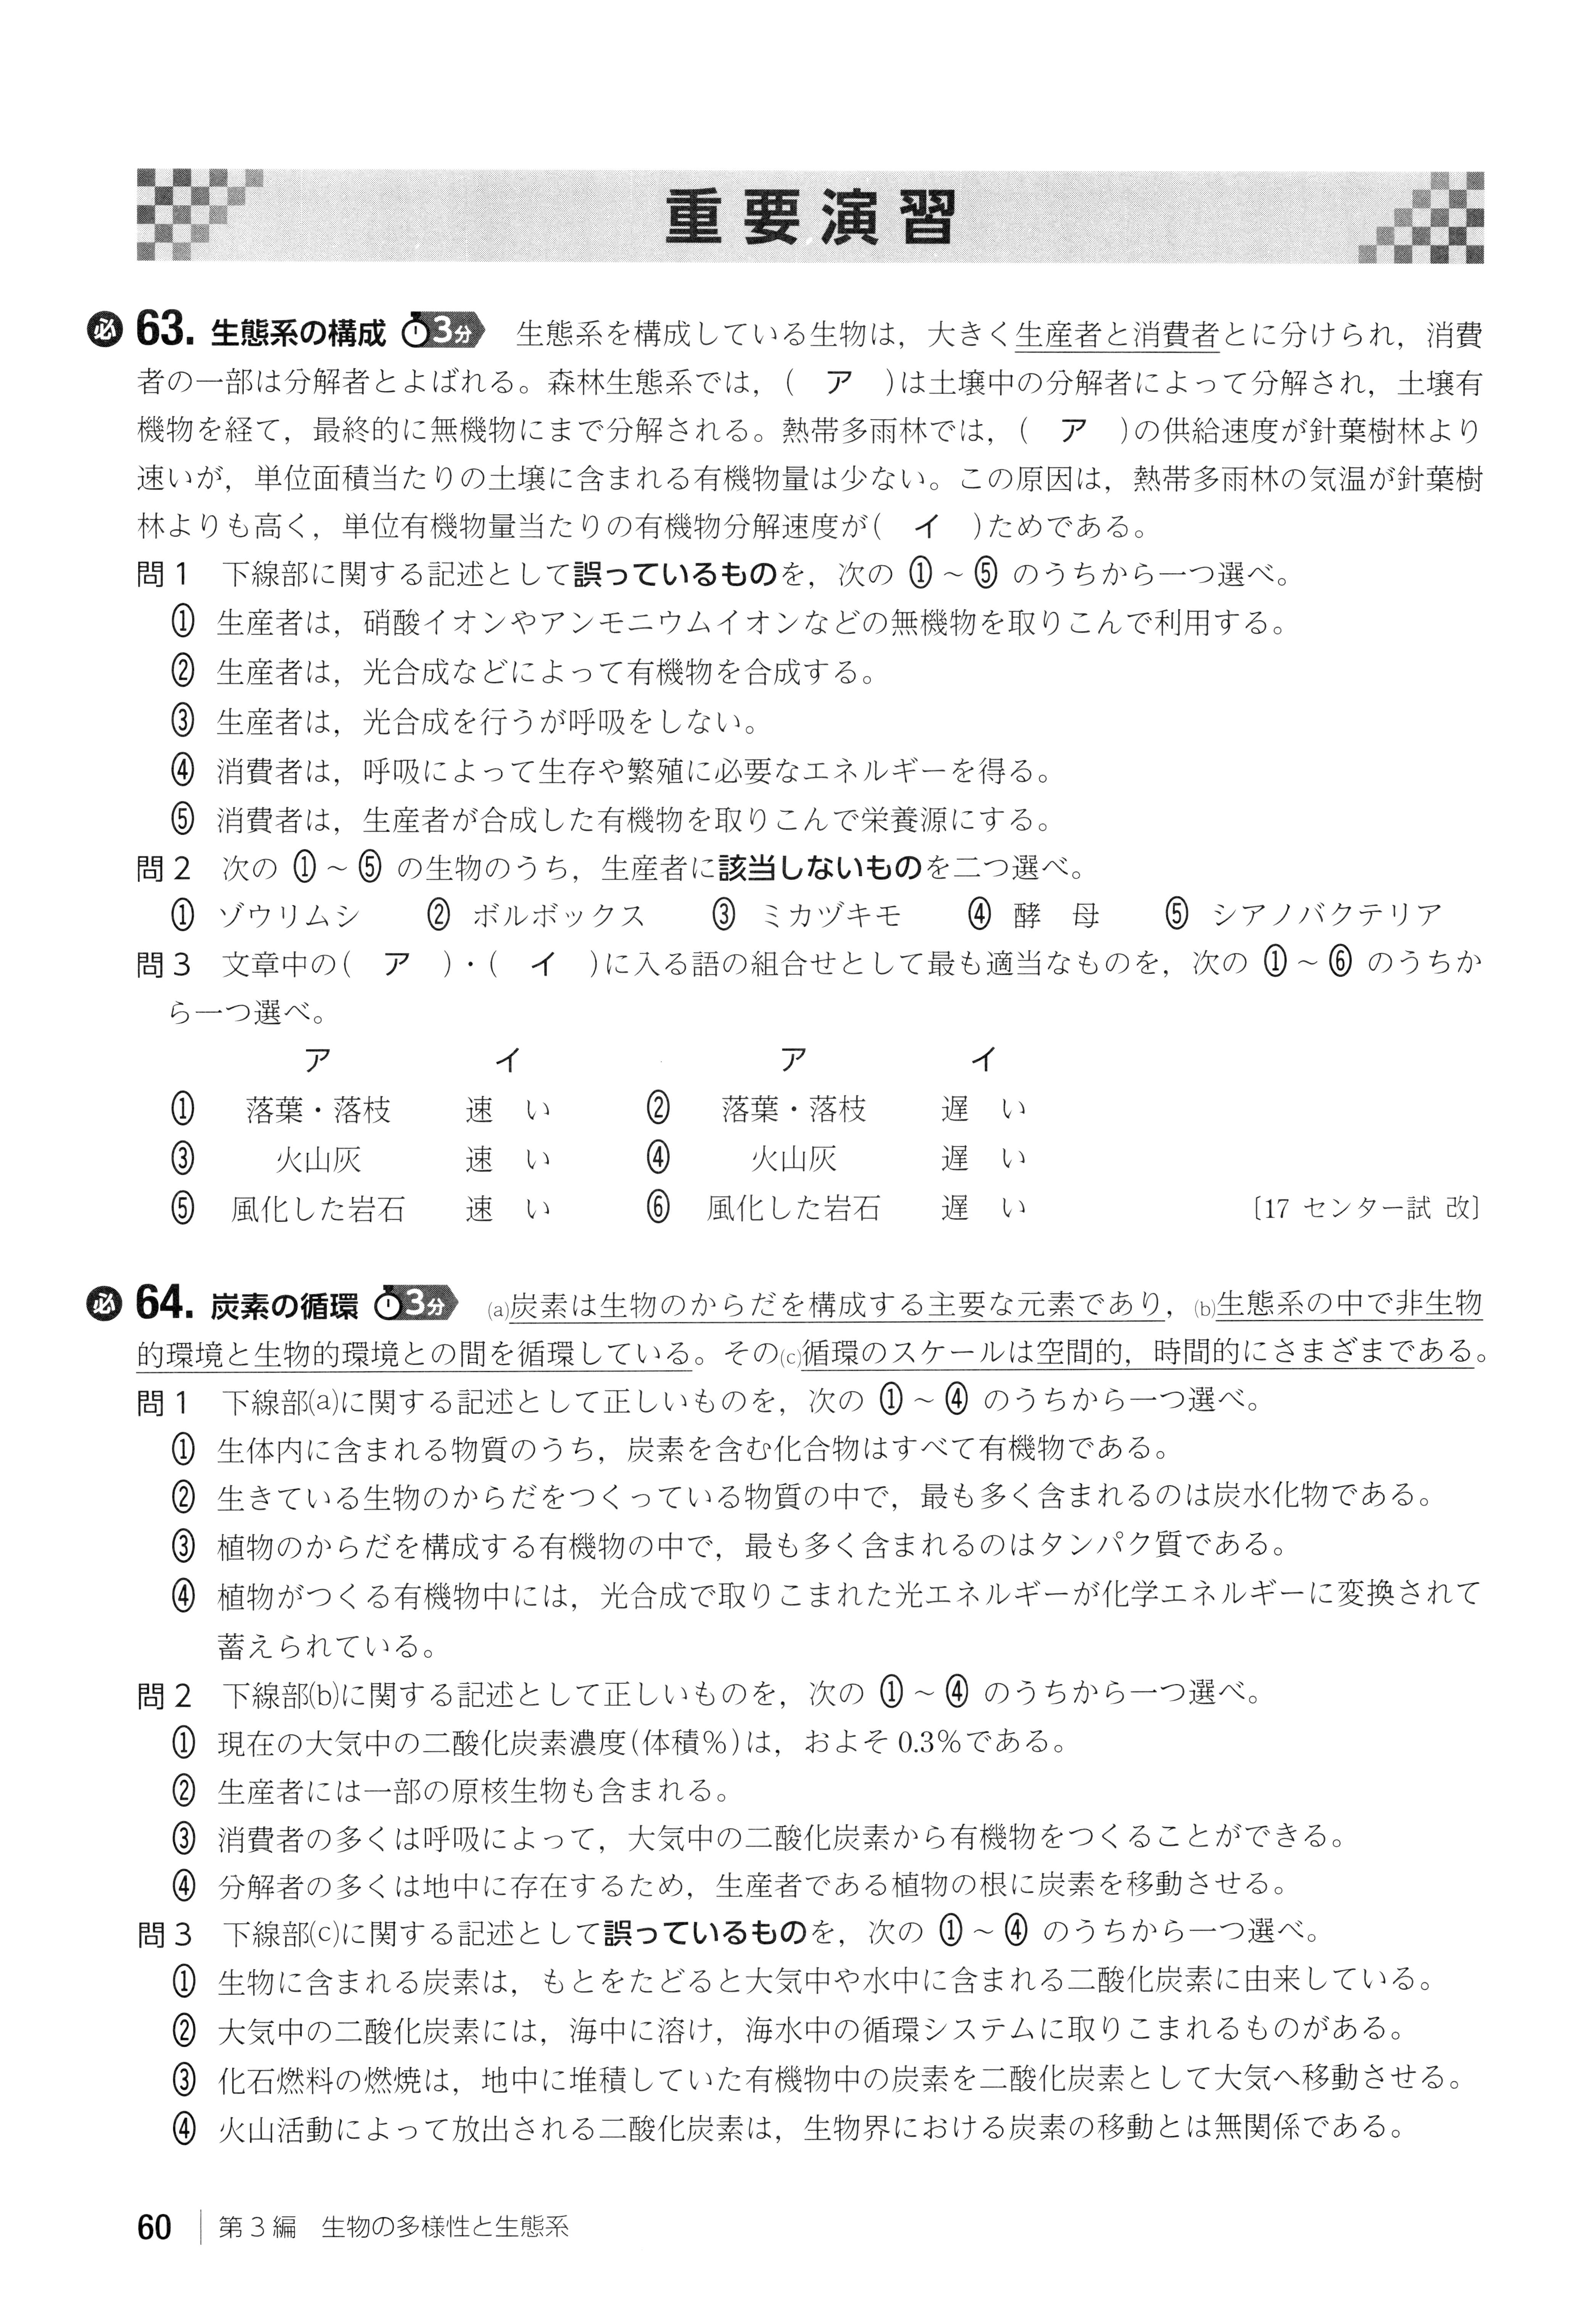 重要演習
必 63. 生態系の構成 3分 生態系を構成している生物は，大きく生産者と消費者とに分けられ，消費
者の一部は分解者とよばれる。森林生態系では，( ア )は土壌中の分解者によって分解され，土壌有
機物を経て，最終的に無機物にまで分解される。熱帯多雨林では，( ア )の供給速度が針葉樹林より
速いが，単位面積当たりの土壌に含まれる有機物量は少ない。この原因は，熱帯多雨林の気温が針葉樹
林よりも高く，単位有機物量当たりの有機物分解速度が( イ )ためである。
問1 下線部に関する記述として誤っているものを，次の ①～⑤ のうちから一つ選べ。
① 生産者は，硝酸イオンやアンモニウムイオンなどの無機物を取りこんで利用する。
② 生産者は，光合成などによって有機物を合成する。
③ 生産者は，光合成を行うが呼吸をしない。
④ 消費者は，呼吸によって生存や繁殖に必要なエネルギーを得る。
⑤ 消費者は，生産者が合成した有機物を取りこんで栄養源にする。
問2 次の ①～⑤ の生物のうち，生産者に該当しないものを二つ選べ。
① ゾウリムシ ② ボルボックス ③ ミカヅキモ ④ 酵 母 ⑤ シアノバクテリア
問3 文章中の( ア )・( イ )に入る語の組合せとして最も適当なものを，次の ①～⑥ のうちか
ら一つ選べ。
ア イ ア イ
① 落葉・落枝 速 い ② 落葉・落枝 遅 い
③ 火山灰 速 い ④ 火山灰 遅 い
⑤ 風化した岩石 速 い ⑥ 風化した岩石 遅 い 〔17 センター試 改〕
必 64. 炭素の循環 3分 (a)炭素は生物のからだを構成する主要な元素であり，(b)生態系の中で非生物
的環境と生物的環境との間を循環している。その(c)循環のスケールは空間的，時間的にさまざまである。
問1 下線部(a)に関する記述として正しいものを，次の ①～④ のうちから一つ選べ。
① 生体内に含まれる物質のうち，炭素を含む化合物はすべて有機物である。
② 生きている生物のからだをつくっている物質の中で，最も多く含まれるのは炭水化物である。
③ 植物のからだを構成する有機物の中で，最も多く含まれるのはタンパク質である。
④ 植物がつくる有機物中には，光合成で取りこまれた光エネルギーが化学エネルギーに変換されて
蓄えられている。
問2 下線部(b)に関する記述として正しいものを，次の ①～④ のうちから一つ選べ。
① 現在の大気中の二酸化炭素濃度(体積％)は，およそ 0.3％である。
② 生産者には一部の原核生物も含まれる。
③ 消費者の多くは呼吸によって，大気中の二酸化炭素から有機物をつくることができる。
④ 分解者の多くは地中に存在するため，生産者である植物の根に炭素を移動させる。
問3 下線部(c)に関する記述として誤っているものを，次の ①～④ のうちから一つ選べ。
① 生物に含まれる炭素は，もとをたどると大気中や水中に含まれる二酸化炭素に由来している。
② 大気中の二酸化炭素には，海中に溶け，海水中の循環システムに取りこまれるものがある。
③ 化石燃料の燃焼は，地中に堆積していた有機物中の炭素を二酸化炭素として大気へ移動させる。
④ 火山活動によって放出される二酸化炭素は，生物界における炭素の移動とは無関係である。
60 第3編 生物の多様性と生態系